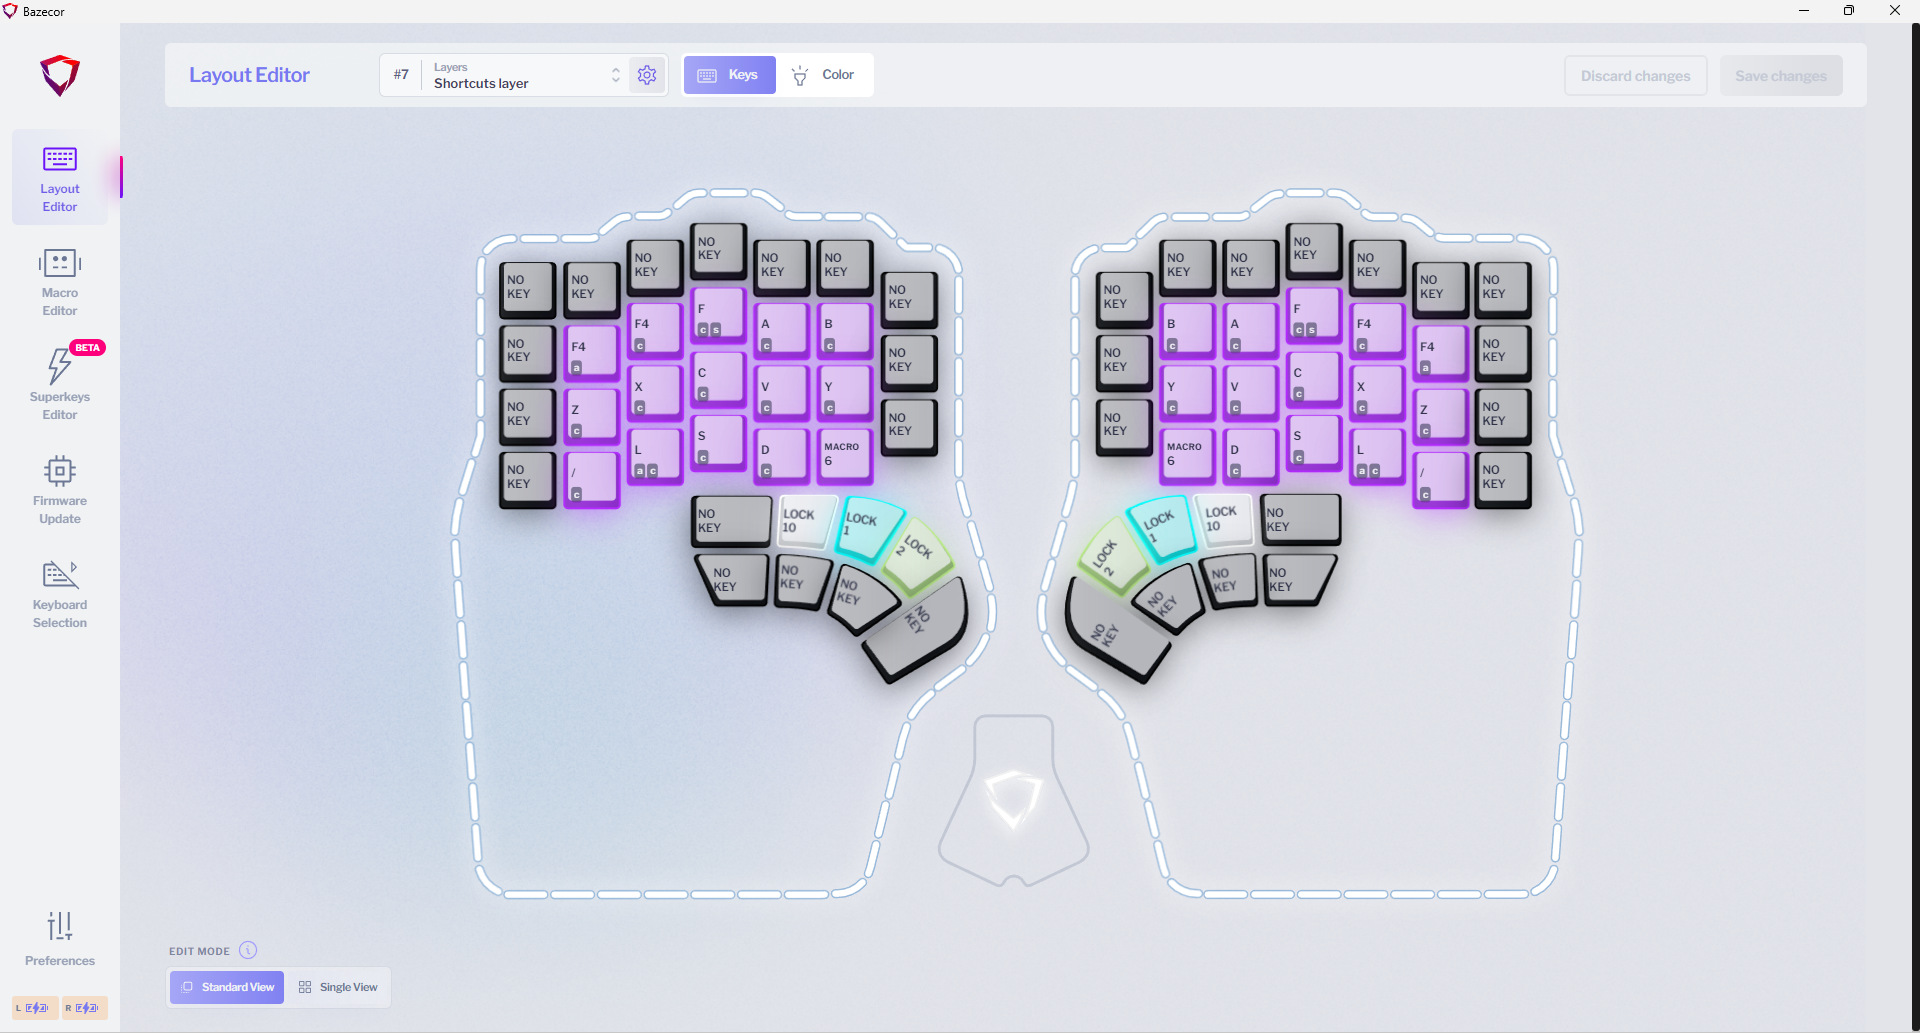 Bazecor
Layout Editor
#7
Layers
Shortcuts layer
Keys
Color
Discard changes
Save changes
Layout
Editor
Macro
Editor
BETA
Superkeys
Editor
Firmware
Update
Keyboard
Selection
Preferences
L
R
NO
KEY
NO
KEY
NO
KEY
NO
KEY
NO
KEY
NO
KEY
NO
KEY
NO
KEY
F4
a
F4
c
F
c s
A
c
B
c
NO
KEY
NO
KEY
Z
c
X
c
C
c
V
c
Y
c
NO
KEY
NO
KEY
/
c
L
a c
S
c
D
c
MACRO
6
NO
KEY
LOCK
10
LOCK
1
LOCK
2
NO
KEY
NO
KEY
NO
KEY
NO
KEY
NO
KEY
NO
KEY
NO
KEY
NO
KEY
NO
KEY
NO
KEY
NO
KEY
NO
KEY
B
c
A
c
F
c s
F4
c
F4
a
NO
KEY
NO
KEY
Y
c
V
c
C
c
X
c
Z
c
NO
KEY
MACRO
6
D
c
S
c
L
a c
/
c
NO
KEY
LOCK
2
LOCK
1
LOCK
10
NO
KEY
NO
KEY
NO
KEY
NO
KEY
NO
KEY
EDIT MODE
i
Standard View
Single View